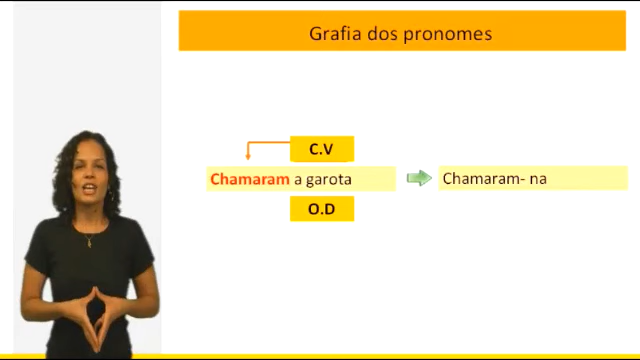 Grafia dos pronomes
C.V
Chamaram a garota
Chamaram- na
O.D